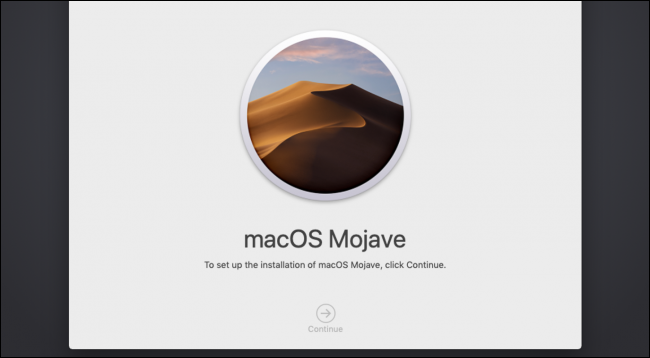 macOS Mojave
To set up the installation of macOS Mojave, click Continue.
Continue